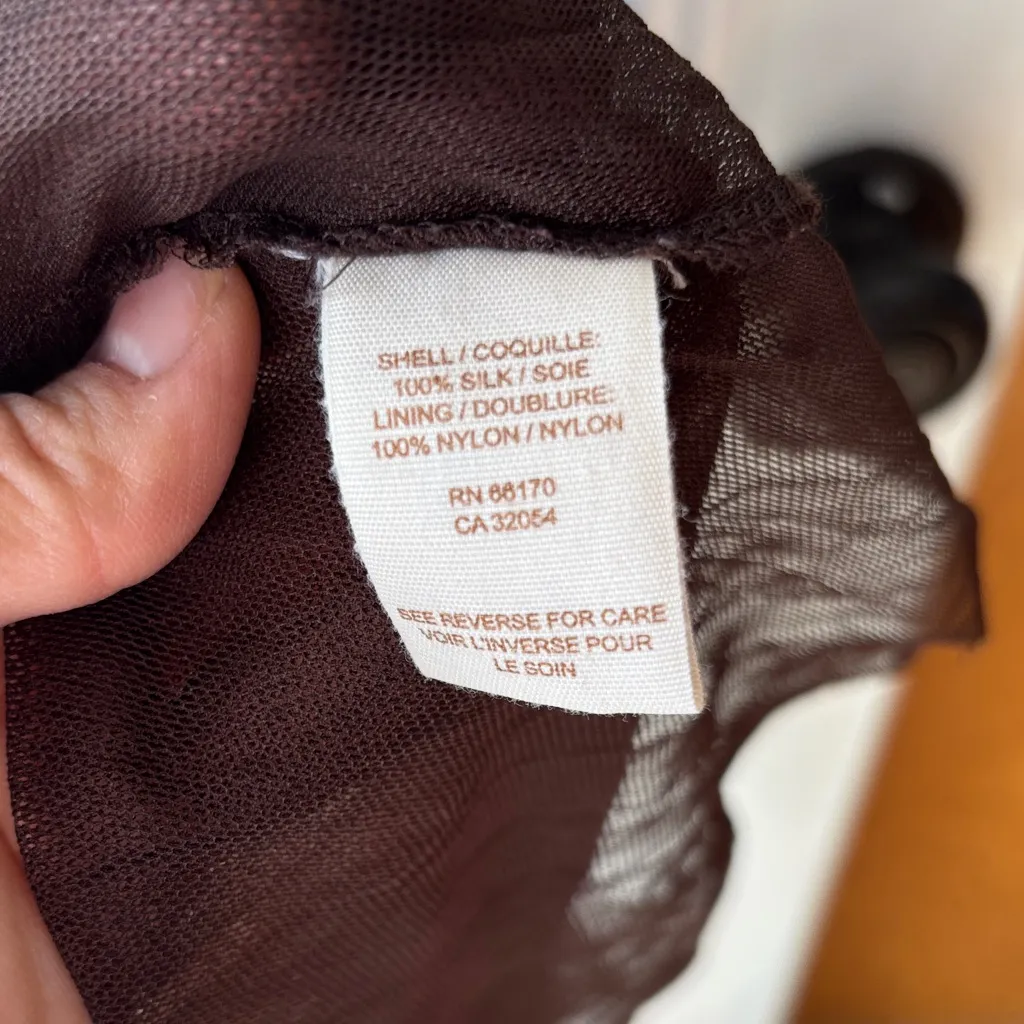 SHELL / COQUILLE:
100% SILK / SOIE
LINING / DOUBLURE:
100% NYLON / NYLON
RN 66170
CA 32054
SEE REVERSE FOR CARE
VOIR L'INVERSE POUR
LE SOIN